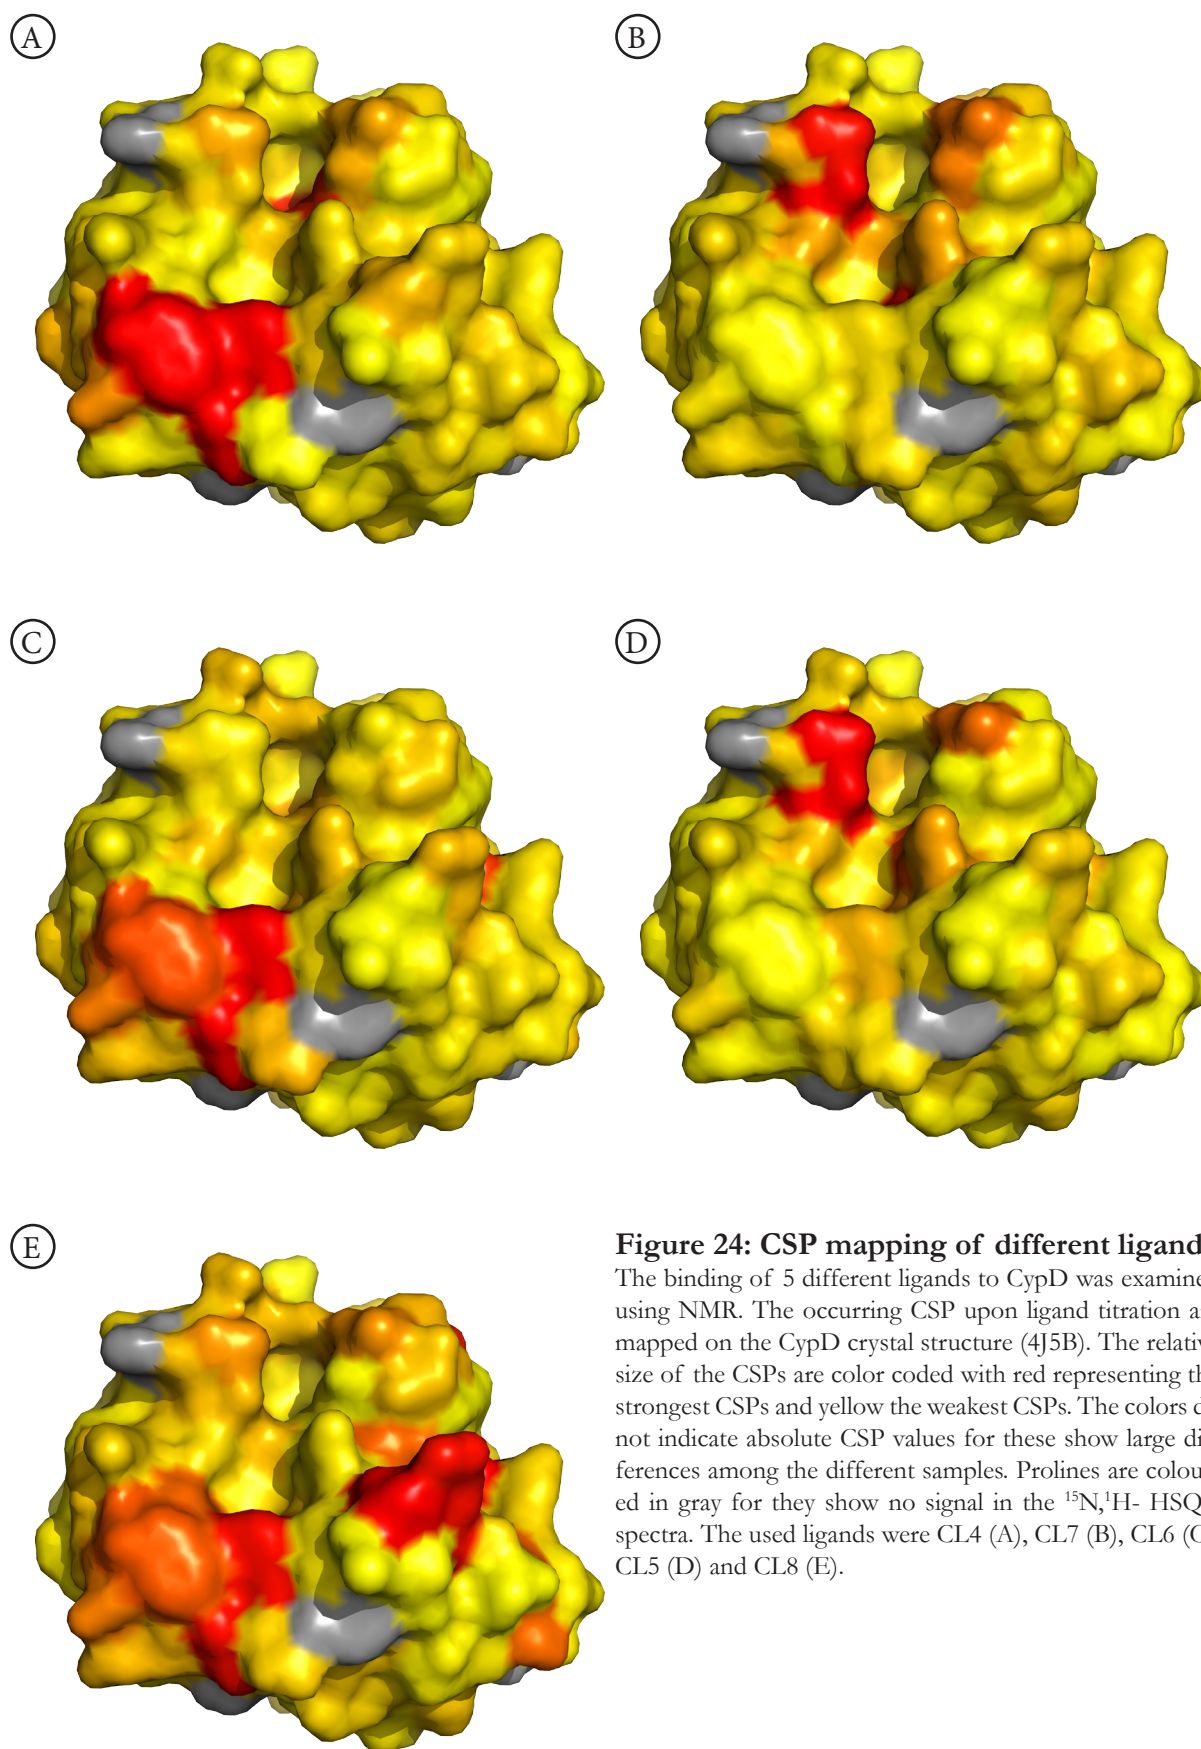 A
B
C
D
E
Figure 24: CSP mapping of different ligand
The binding of 5 different ligands to CypD was examine
using NMR. The occurring CSP upon ligand titration a
mapped on the CypD crystal structure (4J5B). The relativ
size of the CSPs are color coded with red representing th
strongest CSPs and yellow the weakest CSPs. The colors d
not indicate absolute CSP values for these show large di
ferences among the different samples. Prolines are colou
ed in gray for they show no signal in the ¹⁵N,¹H- HSQ
spectra. The used ligands were CL4 (A), CL7 (B), CL6 (C
CL5 (D) and CL8 (E).